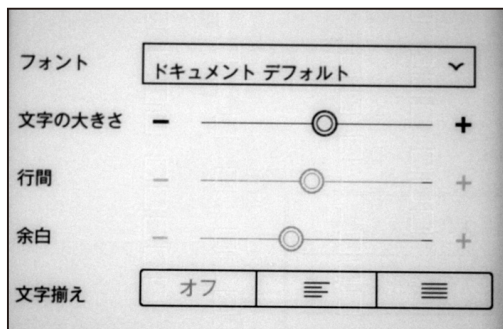 フォント ドキュメント デフォルト
文字の大きさ － +
行間 － +
余白 － +
文字揃え オフ